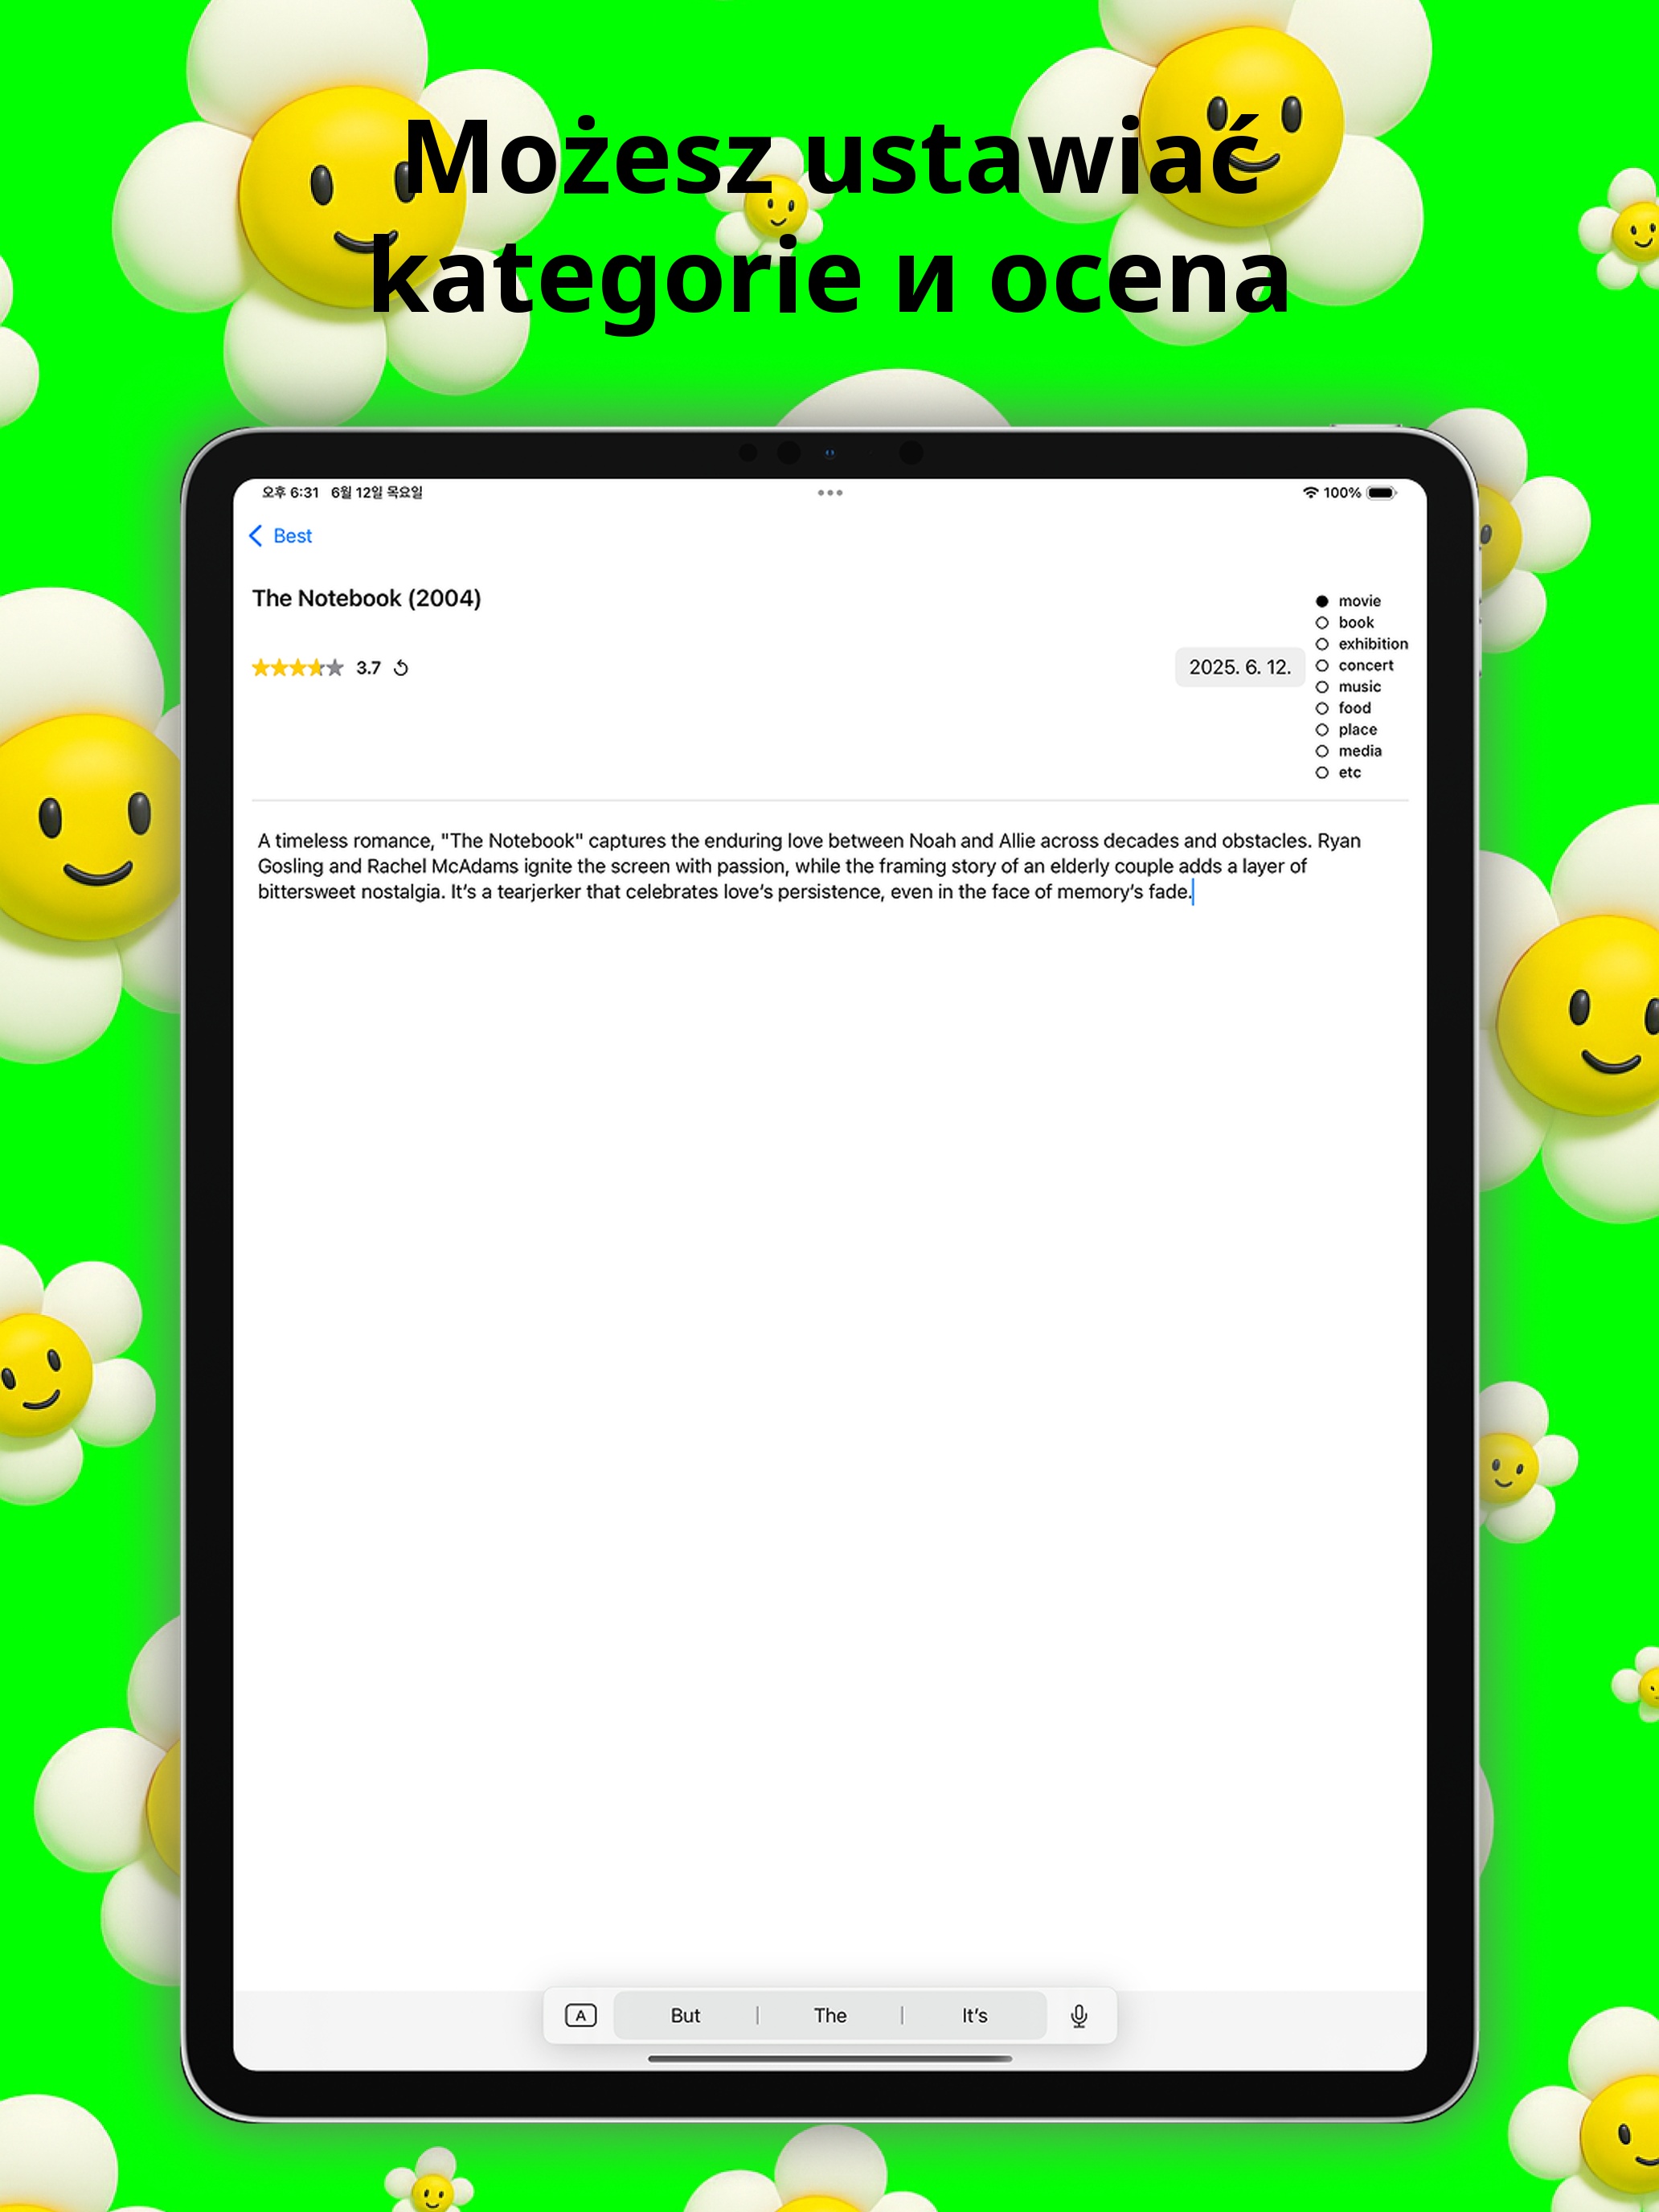 Możesz ustawiać
kategorie и ocena
오후 6:31 6월 12일 목요일
100%
Best
The Notebook (2004)
3.7
2025. 6. 12.
movie
book
exhibition
concert
music
food
place
media
etc
A timeless romance, "The Notebook" captures the enduring love between Noah and Allie across decades and obstacles. Ryan
Gosling and Rachel McAdams ignite the screen with passion, while the framing story of an elderly couple adds a layer of
bittersweet nostalgia. It’s a tearjerker that celebrates love’s persistence, even in the face of memory’s fade.
A But The It’s